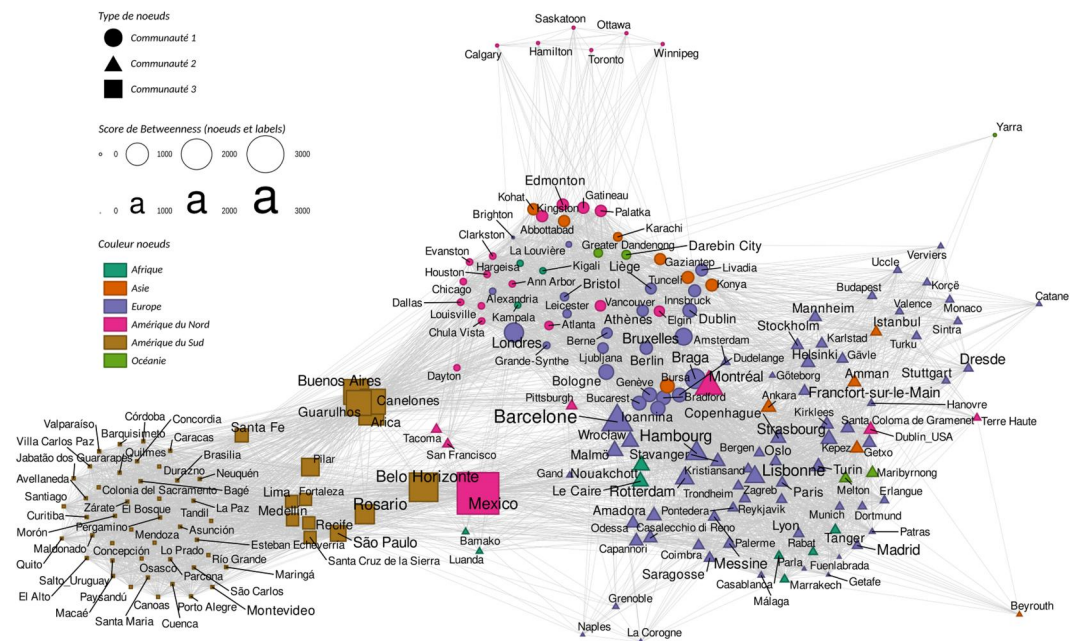 Type de noeuds
Communauté 1
Communauté 2
Communauté 3
Score de Betweenness (noeuds et labels)
0 1000 2000 3000
a a a
0 1000 2000 3000
Couleur noeuds
Afrique
Asie
Europe
Amérique du Nord
Amérique du Sud
Océanie
Saskatoon
Ottawa
Calgary
Hamilton
Toronto
Winnipeg
Yarra
Edmonton
Kohat
Kingston
Gatineau
Palatka
Brighton
Abbottabad
Karachi
Clarkston
La Louvière
Greater Dandenong
Darebin City
Evanston
Hargeisa
Kigali
Liège
Gaziantep
Livadia
Houston
Ann Arbor
Bristol
Tunceli
Konya
Chicago
Alexandria
Leicester
Vancouver
Innsbruck
Dallas
Louisville
Kampala
Atlanta
Athènes
Elgin
Dublin
Chula Vista
Londres
Berne
Bruxelles
Amsterdam
Grande-Synthe
Ljubljana
Berlin
Braga
Dudelange
Dayton
Bologne
Genève
Bursa
Montréal
Pittsburgh
Bucarest
Bradford
Ioannina
Barcelone
Copenhague
Verviers
Uccle
Budapest
Korçë
Catane
Mannheim
Valence
Monaco
Stockholm
Istanbul
Sintra
Karlstad
Turku
Helsinki
Gävle
Dresde
Göteborg
Amman
Stuttgart
Francfort-sur-le-Main
Ankara
Hanovre
Kirklees
Santa Coloma de Gramenet
Terre Haute
Strasbourg
Dublin_USA
Wroclaw
Hambourg
Kepez
Getxo
Malmö
Stavanger
Bergen
Oslo
Gand
Nouakchott
Kristiansand
Lisbonne
Turin
Maribyrnong
Le Caire
Rotterdam
Trondheim
Zagreb
Paris
Melton
Erlangue
Amadora
Pontedera
Reykjavik
Munich
Dortmund
Odessa
Casalecchio di Reno
Lyon
Patras
Capannori
Palerme
Rabat
Tanger
Madrid
Coimbra
Messine
Parla
Fuenlabrada
Saragosse
Casablanca
Marrakech
Getafe
Málaga
Grenoble
Naples
La Corogne
Beyrouth
Buenos Aires
Canelones
Guarulhos
Arica
Santa Fe
Tacoma
San Francisco
Pilar
Belo Horizonte
Mexico
Lima
Fortaleza
Rosario
Medellin
Recife
São Paulo
Santa Cruz de la Sierra
Bamako
Luanda
Córdoba
Concordia
Valparaíso
Barquisimeto
Villa Carlos Paz
Quilmes
Caracas
Jabatão dos Guararapes
Durazno
Brasilia
Avellaneda
Neuquén
Colonia del Sacramento
Bagé
Santiago
Zárate
El Bosque
La Paz
Curitiba
Tandil
Morón
Pergamino
Asunción
Mendoza
Esteban Echeverria
Maldonado
Concepción
Lo Prado
Río Grande
Quito
Osasco
Parcona
Maringá
Salto_Uruguay
São Carlos
El Alto
Paysandú
Macaé
Canoas
Porto Alegre
Montevideo
Santa Maria
Cuenca